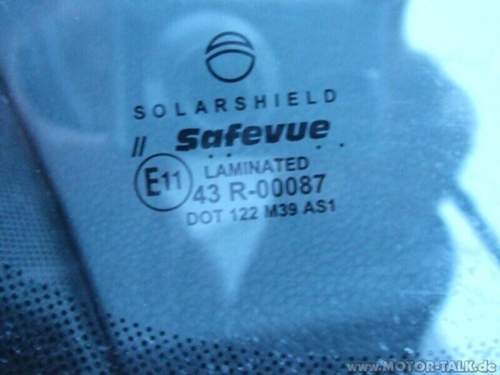 SOLARSHIELD
// Safevue
LAMINATED
E11 43 R-00087
DOT 122 M39 AS1
www.MOTOR-TALK.de